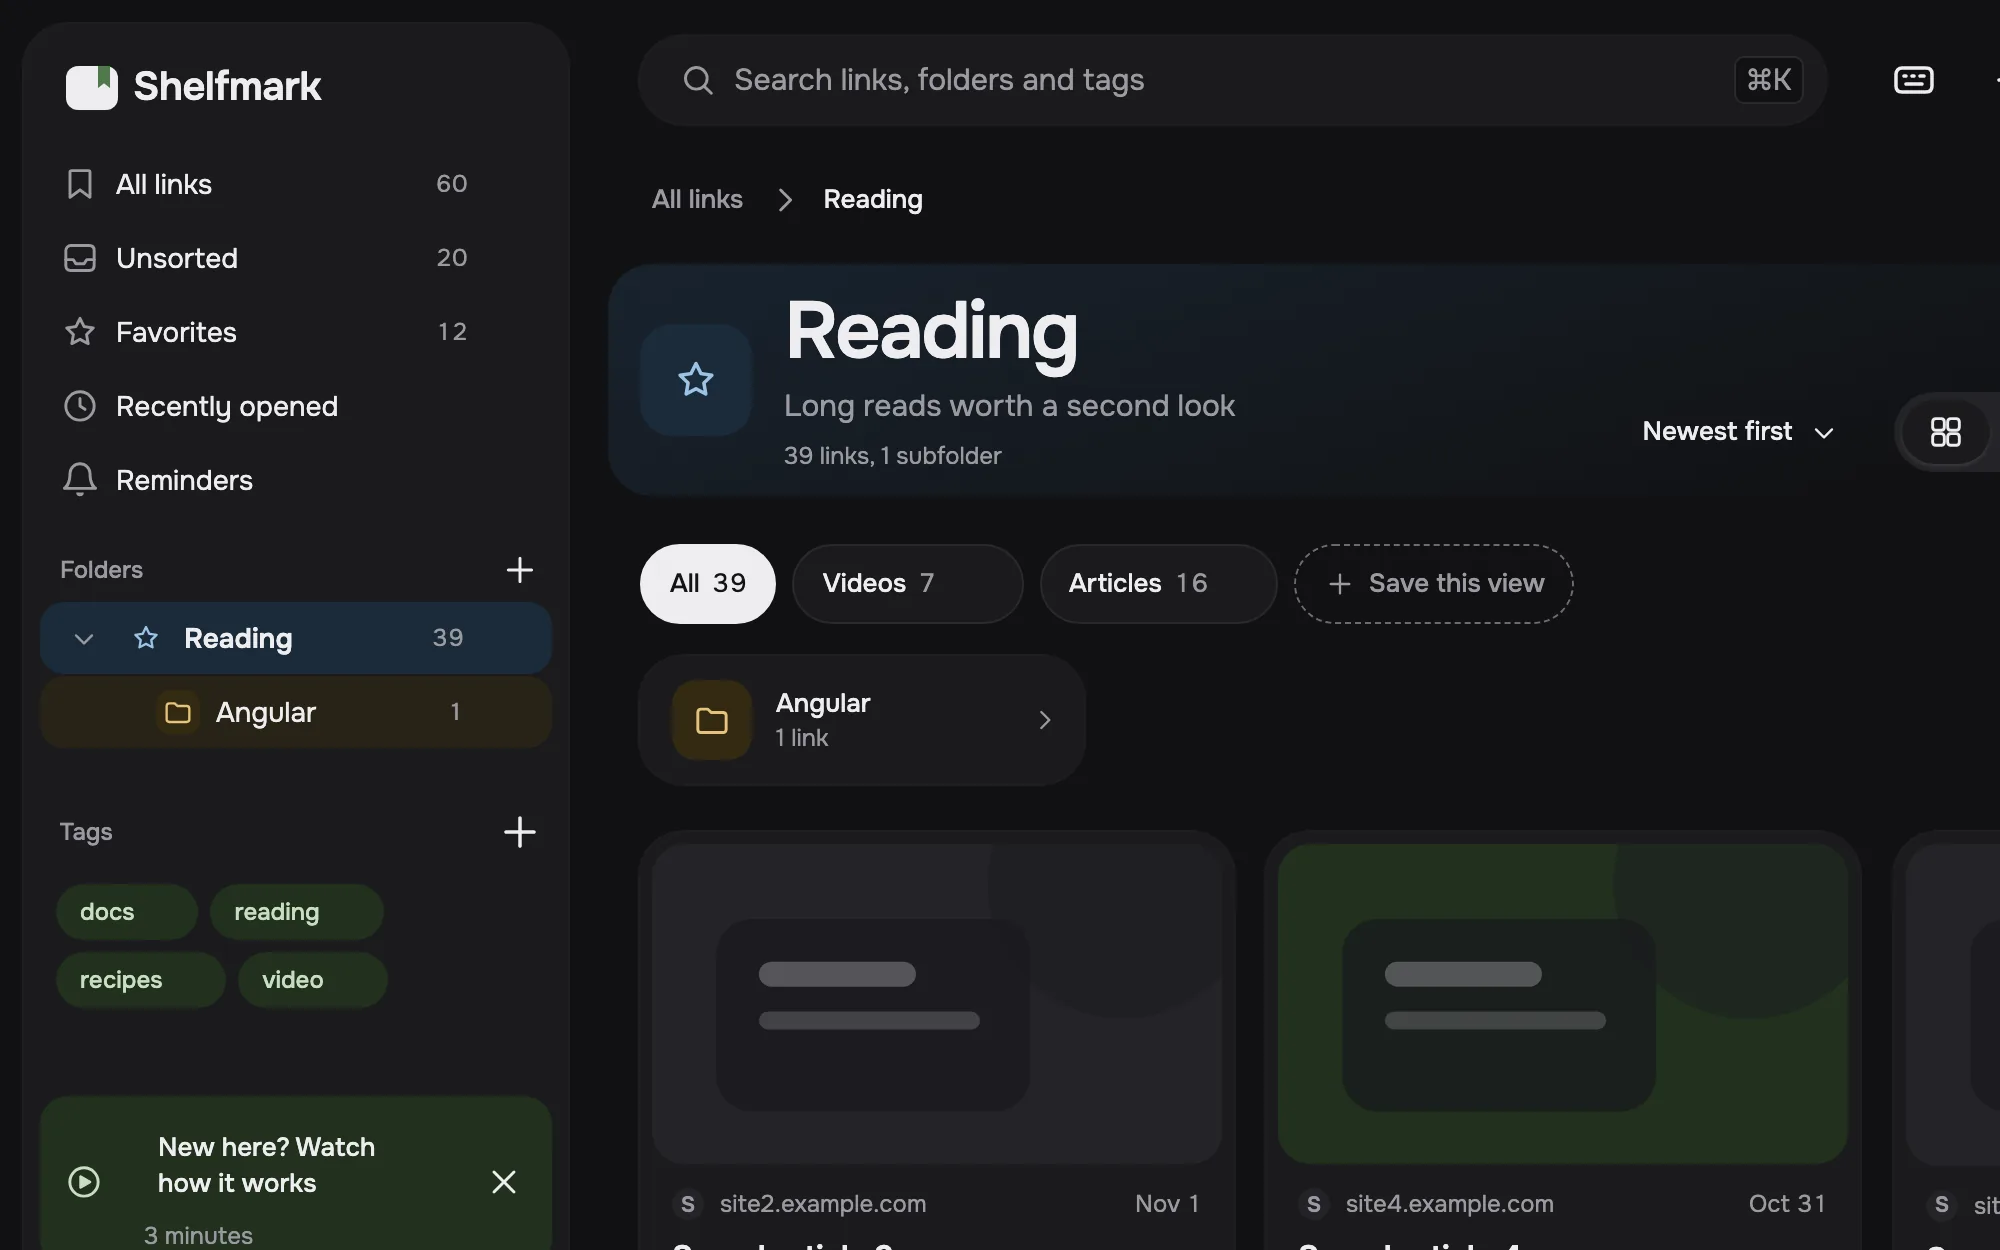 Shelfmark
Search links, folders and tags
⌘K
All links 60
Unsorted 20
Favorites 12
Recently opened
Reminders
Folders
Reading 39
Angular 1
Tags
docs
reading
recipes
video
New here? Watch
how it works
3 minutes
All links
Reading
Reading
Long reads worth a second look
39 links, 1 subfolder
Newest first
All 39
Videos 7
Articles 16
Save this view
Angular
1 link
S site2.example.com Nov 1
S site4.example.com Oct 31
S